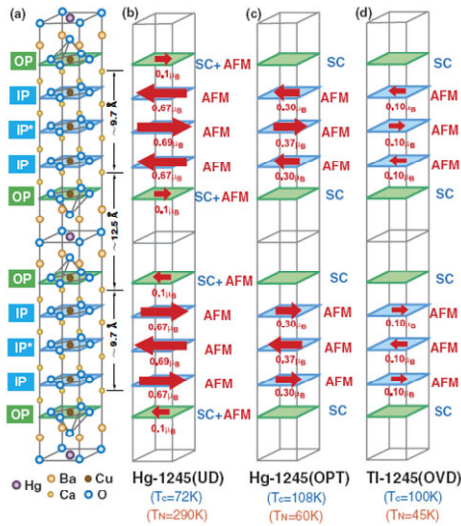 (a) (b) (c) (d)
OP SC+AFM SC SC
0.1μB
IP AFM AFM AFM
0.67μB 0.30μB 0.10μB
~9.7 Å
IP* AFM AFM AFM
0.69μB 0.37μB 0.10μB
IP AFM AFM AFM
0.67μB 0.30μB 0.10μB
OP SC+AFM SC SC
0.1μB
~12.5 Å
OP SC+AFM SC SC
0.1μB
IP AFM AFM AFM
0.67μB 0.30μB 0.10μ
~9.7 Å
IP* AFM AFM AFM
0.69μB 0.37μB 0.10μB
IP AFM AFM AFM
0.67μB 0.30μB 0.10μB
OP SC+AFM SC SC
0.1μB
Hg Ba Cu
Ca O
Hg-1245(UD) Hg-1245(OPT) Tl-1245(OVD)
(Tc=72K) (Tc=108K) (Tc=100K)
(TN=290K) (TN=60K) (TN=45K)